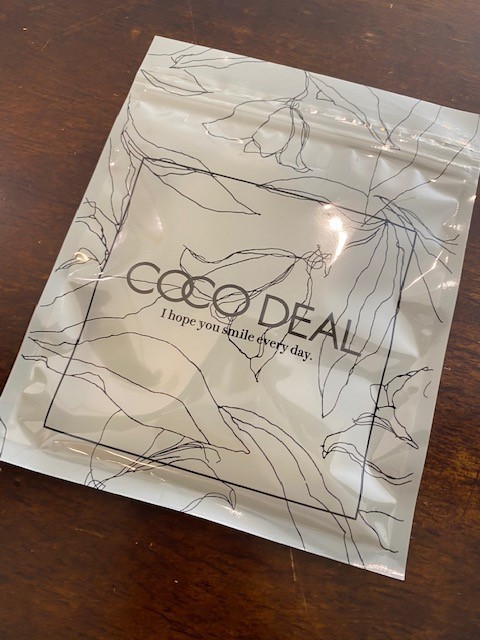 COCO DEAL
I hope you smile every day.